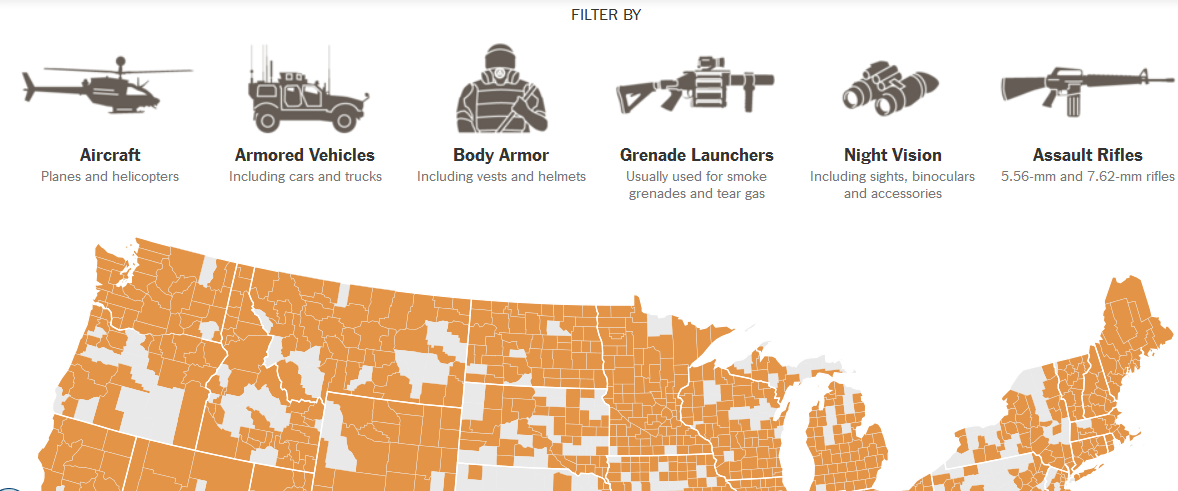 FILTER BY
Aircraft
Planes and helicopters
Armored Vehicles
Including cars and trucks
Body Armor
Including vests and helmets
Grenade Launchers
Usually used for smoke
grenades and tear gas
Night Vision
Including sights, binoculars
and accessories
Assault Rifles
5.56-mm and 7.62-mm rifles